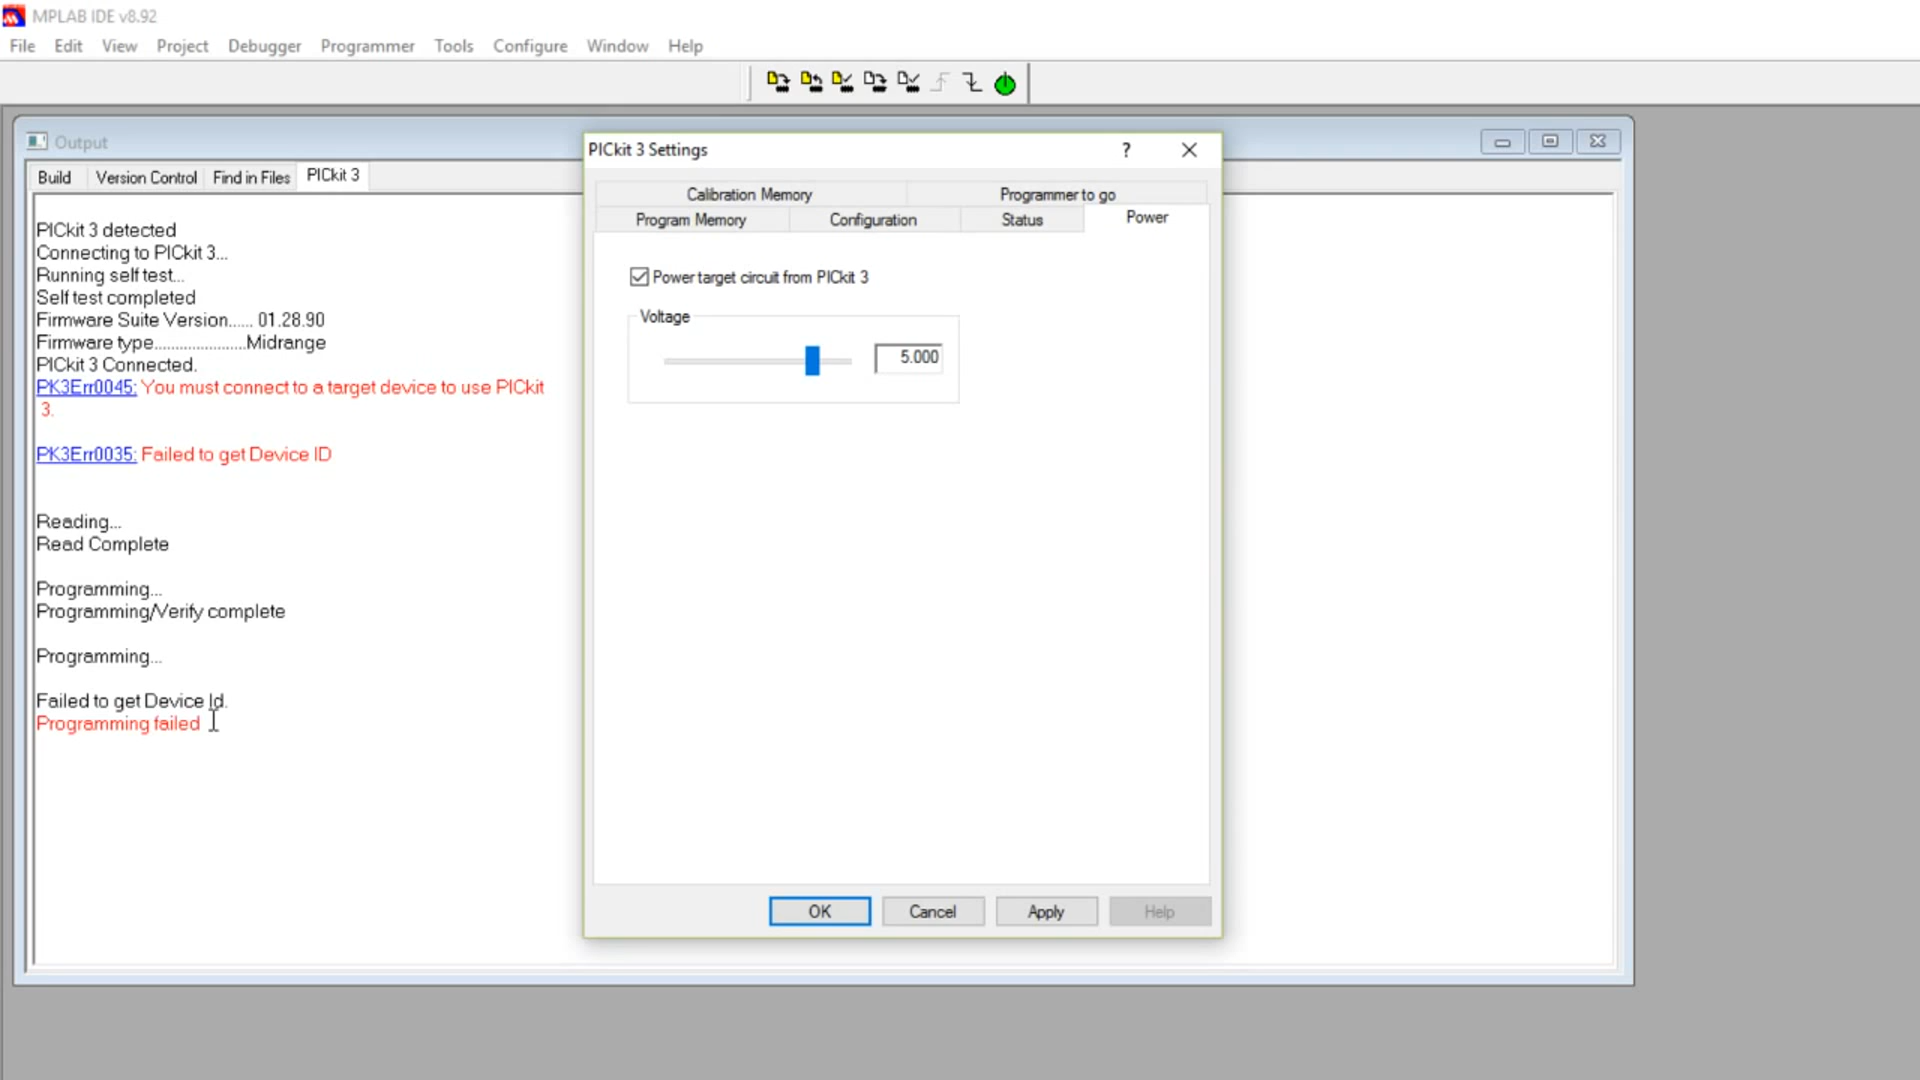 MPLAB IDE v8.92
File Edit View Project Debugger Programmer Tools Configure Window Help
Output
Build Version Control Find in Files PICkit 3
PICkit 3 detected
Connecting to PICkit 3...
Running self test...
Self test completed
Firmware Suite Version...... 01.28.90
Firmware type......................Midrange
PICkit 3 Connected.
PK3Err0045: You must connect to a target device to use PICkit
3.
PK3Err0035: Failed to get Device ID
Reading...
Read Complete
Programming...
Programming/Verify complete
Programming...
Failed to get Device Id.
Programming failed
PICkit 3 Settings
?
Calibration Memory Programmer to go
Program Memory Configuration Status Power
Power target circuit from PICkit 3
Voltage
5.000
OK Cancel Apply Help